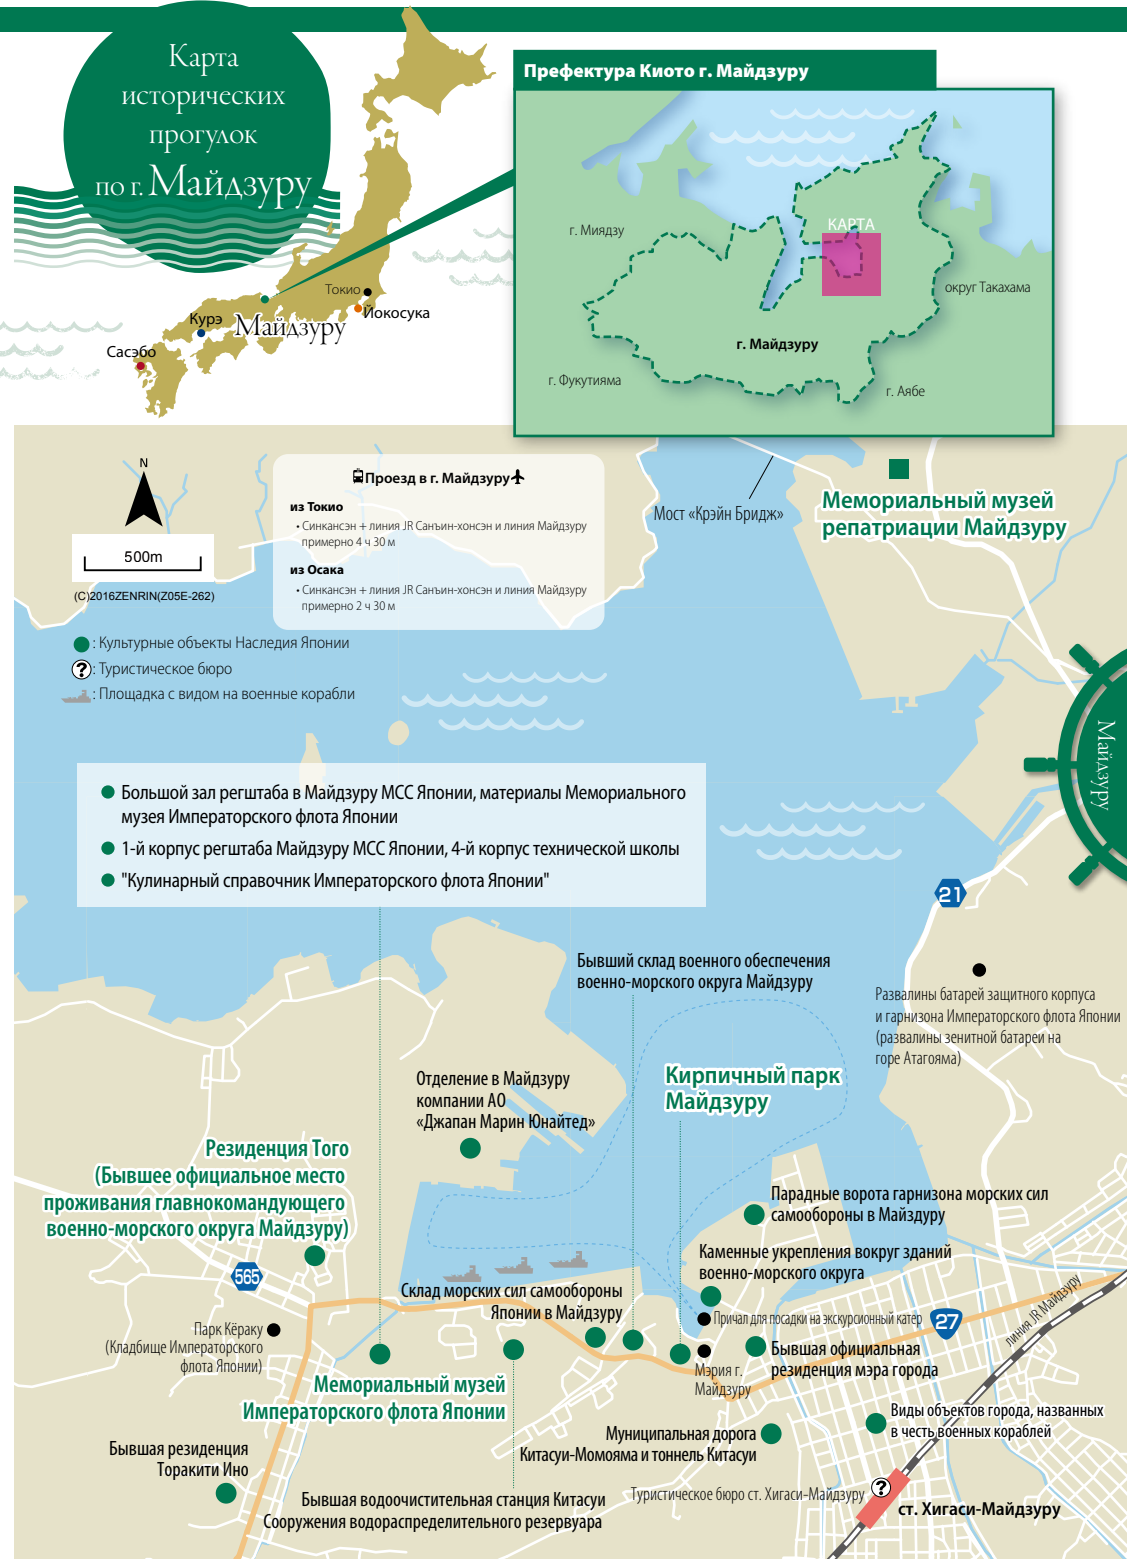 Карта
исторических
прогулок
по г. Майдзуру
Префектура Киото г. Майдзуру
г. Миядзу
КАРТА
округ Такахама
г. Майдзуру
г. Фукутияма
г. Аябе
Токио
Йокосука
Курэ
Майдзуру
Сасэбо
N
500m
(C)2016ZENRIN(Z05E-262)
Проезд в г. Майдзуру
из Токио
• Синкансэн + линия JR Санъин-хонсэн и линия Майдзуру
примерно 4 ч 30 м
из Осака
• Синкансэн + линия JR Санъин-хонсэн и линия Майдзуру
примерно 2 ч 30 м
Мост «Крэйн Бридж»
Мемориальный музей
репатриации Майдзуру
: Культурные объекты Наследия Японии
?: Туристическое бюро
: Площадка с видом на военные корабли
Майдзуру
Большой зал регштаба в Майдзуру МСС Японии, материалы Мемориального
музея Императорского флота Японии
1-й корпус регштаба Майдзуру МСС Японии, 4-й корпус технической школы
"Кулинарный справочник Императорского флота Японии"
21
Бывший склад военного обеспечения
военно-морского округа Майдзуру
Развалины батарей защитного корпуса
и гарнизона Императорского флота Японии
(развалины зенитной батареи на
горе Атагояма)
Отделение в Майдзуру
компании АО
«Джапан Марин Юнайтед»
Кирпичный парк
Майдзуру
Резиденция Того
(Бывшее официальное место
проживания главнокомандующего
военно-морского округа Майдзуру)
565
Парадные ворота гарнизона морских сил
самообороны в Майздуру
Каменные укрепления вокруг зданий
военно-морского округа
Склад морских сил самообороны
Японии в Майдзуру
Причал для посадки на экскурсионный катер
27
линия JR Майдзуру
Парк Кёраку
(Кладбище Императорского
флота Японии)
Бывшая официальная
резиденция мэра города
Мэрия г.
Майдзуру
Мемориальный музей
Императорского флота Японии
Виды объектов города, названных
в честь военных кораблей
Муниципальная дорога
Китасуи-Момояма и тоннель Китасуи
Бывшая резиденция
Торакити Ино
Туристическое бюро ст. Хигаси-Майдзуру
?
ст. Хигаси-Майдзуру
Бывшая водоочистительная станция Китасуи
Сооружения водораспределительного резервуара